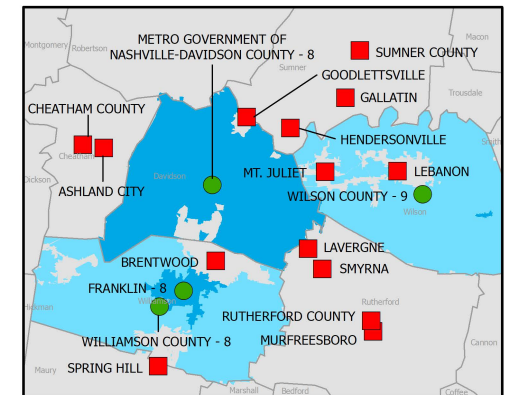 METRO GOVERNMENT OF
NASHVILLE-DAVIDSON COUNTY - 8
Macon
Montgomery
Robertson
SUMNER COUNTY
Sumner
GOODLETTSVILLE
GALLATIN
Trousdale
CHEATHAM COUNTY
HENDERSONVILLE
Smith
Cheatham
MT. JULIET
LEBANON
Dickson
Davidson
ASHLAND CITY
WILSON COUNTY - 9
Wilson
LAVERGNE
BRENTWOOD
SMYRNA
FRANKLIN - 8
Williamson
Hickman
Rutherford
RUTHERFORD COUNTY
WILLIAMSON COUNTY - 8
MURFREESBORO
Cannon
SPRING HILL
Maury
Marshall
Bedford
Coffee